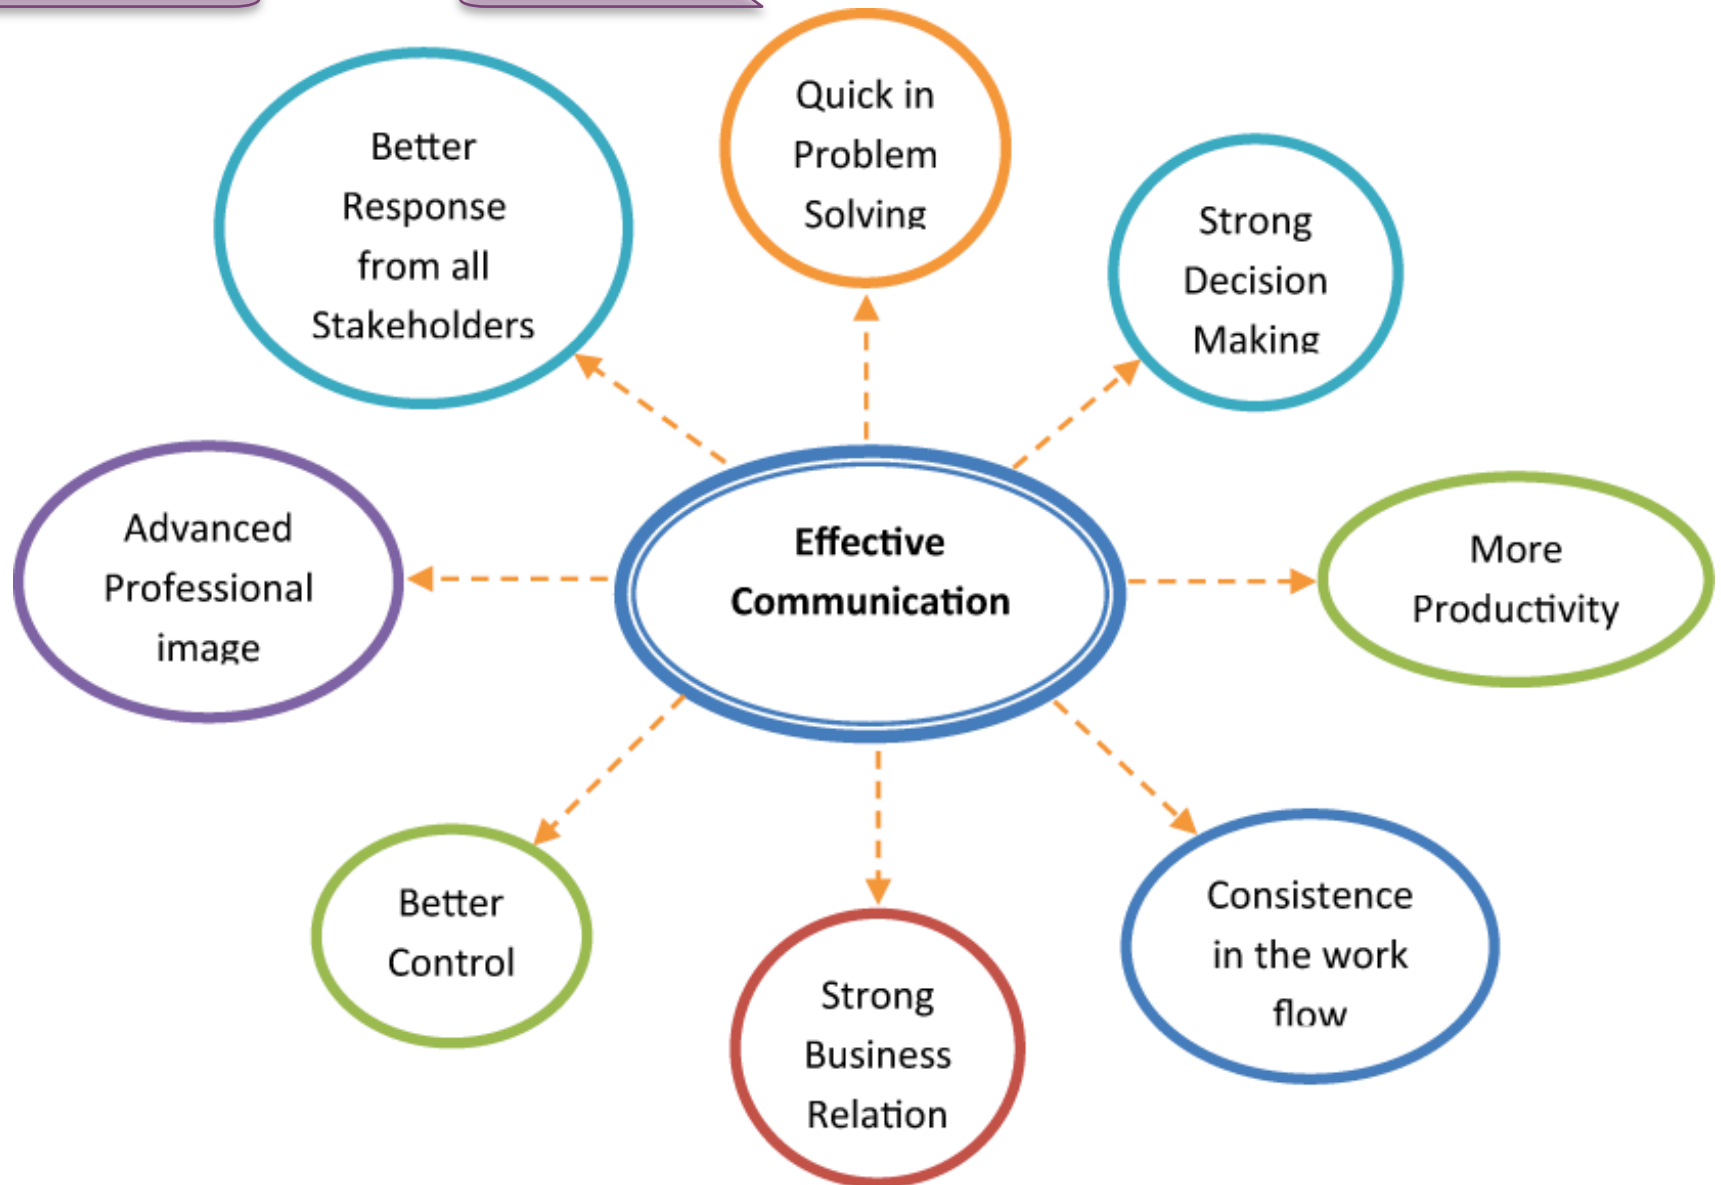 Quick in
Problem
Solving
Better
Response
from all
Stakeholders
Strong
Decision
Making
Advanced
Professional
image
Effective
Communication
More
Productivity
Better
Control
Strong
Business
Relation
Consistence
in the work
flow